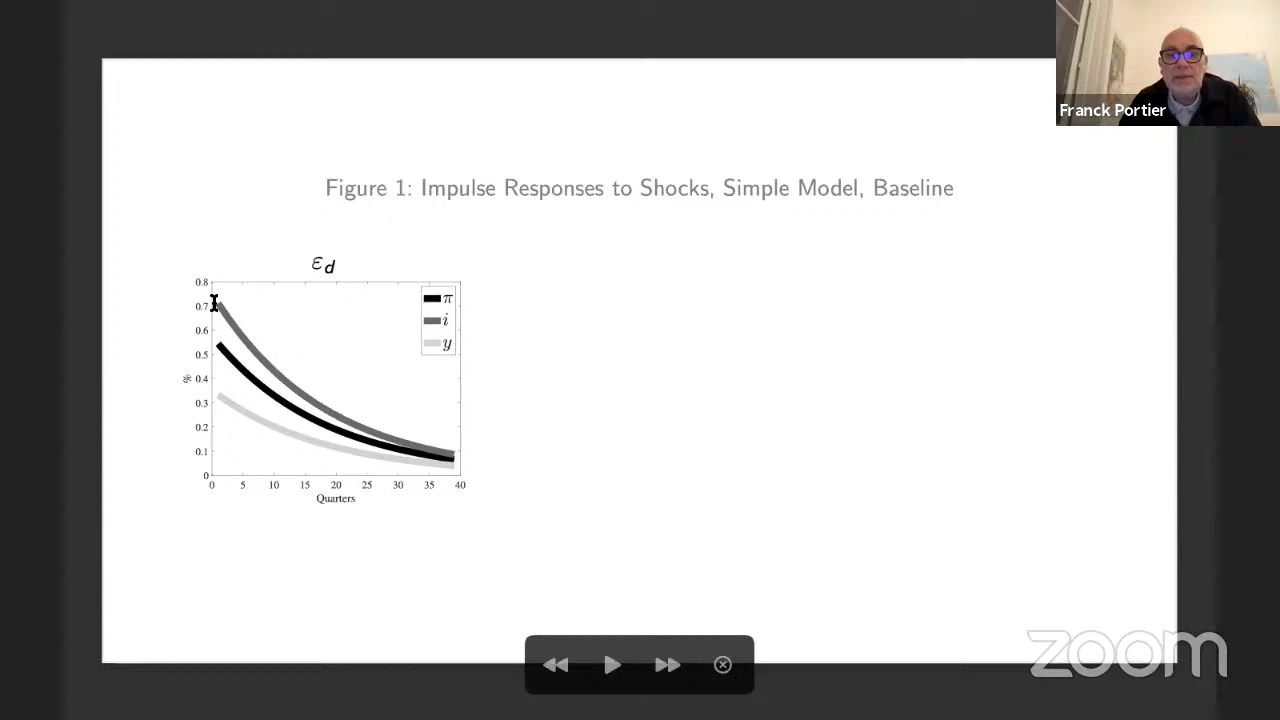 Franck Portier
Figure 1: Impulse Responses to Shocks, Simple Model, Baseline
ε_d
0.8
0.7
0.6
0.5
0.4
0.3
0.2
0.1
0
%
π
i
y
0 5 10 15 20 25 30 35 40
Quarters
zoom